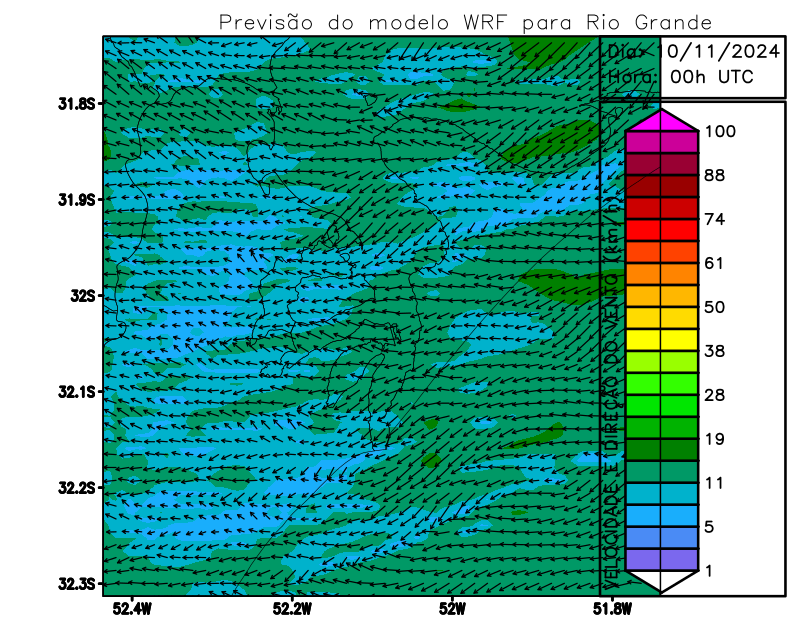 Previsão do modelo WRF para Rio Grande
Dia: 10/11/2024
Hora: 00h UTC
VELOCIDADE E DIREÇÃO DO VENTO (km/h)
100
88
74
61
50
38
28
19
11
5
1
31.8S
31.9S
32S
32.1S
32.2S
32.3S
52.4W 52.2W 52W 51.8W